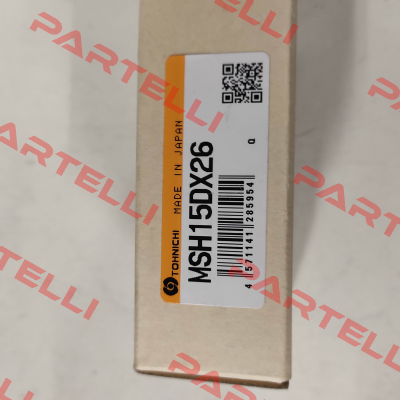 TOHNICHI MADE IN JAPAN
MSH15DX26
4 571141 285954
Q
PARTELLI
PARTELLI
PARTELLI
PARTELLI
PARTELLI